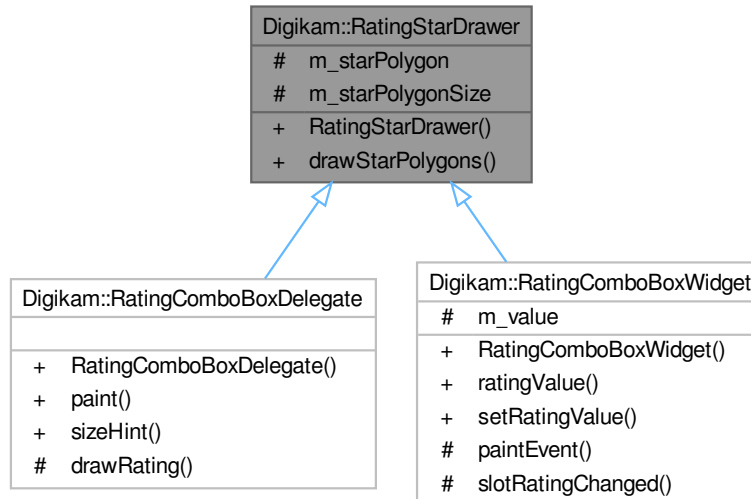 Digikam::RatingStarDrawer
# m_starPolygon
# m_starPolygonSize
+ RatingStarDrawer()
+ drawStarPolygons()
Digikam::RatingComboBoxDelegate
+ RatingComboBoxDelegate()
+ paint()
+ sizeHint()
# drawRating()
Digikam::RatingComboBoxWidget
# m_value
+ RatingComboBoxWidget()
+ ratingValue()
+ setRatingValue()
# paintEvent()
# slotRatingChanged()